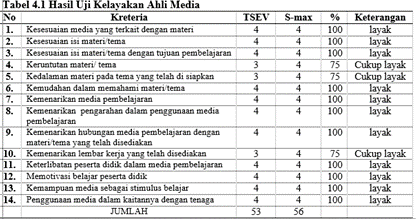 Tabel 4.1 Hasil Uji Kelayakan Ahli Media
No Kreteria TSEV S-max % Keterangan
1. Kesesuaian media yang terkait dengan materi 4 4 100 layak
2. Kesesuaian isi materi/tema 4 4 100 layak
3. Kesesuaian isi materi/tema dengan tujuan pembelajaran 4 4 100 layak
4. Keruntutan materi/ tema 3 4 75 Cukup layak
5. Kedalaman materi pada tema yang telah di siapkan 3 4 75 Cukup layak
6. Kemudahan dalam memahami materi/tema 4 4 100 layak
7. Kemenarikan media pembelajaran 4 4 100 layak
8. Kemenarikan pengarahan dalam penggunaan media 4 4 100 layak
pembelajaran
9. Kemenarikan hubungan media pembelajaran dengan 4 4 100 layak
materi/tema yang telah disediakan
10. Kemenarikan lembar kerja yang telah disediakan 3 4 75 Cukup layak
11. Keterlibatan peserta didik dalam media pembelajaran 4 4 100 layak
12. Memotivasi belajar peserta didik 4 4 100 layak
13. Kemampuan media sebagai stimulus belajar 4 4 100 layak
14. Penggunaan media dalam kaitannya dengan tenaga 4 4 100 layak
JUMLAH 53 56